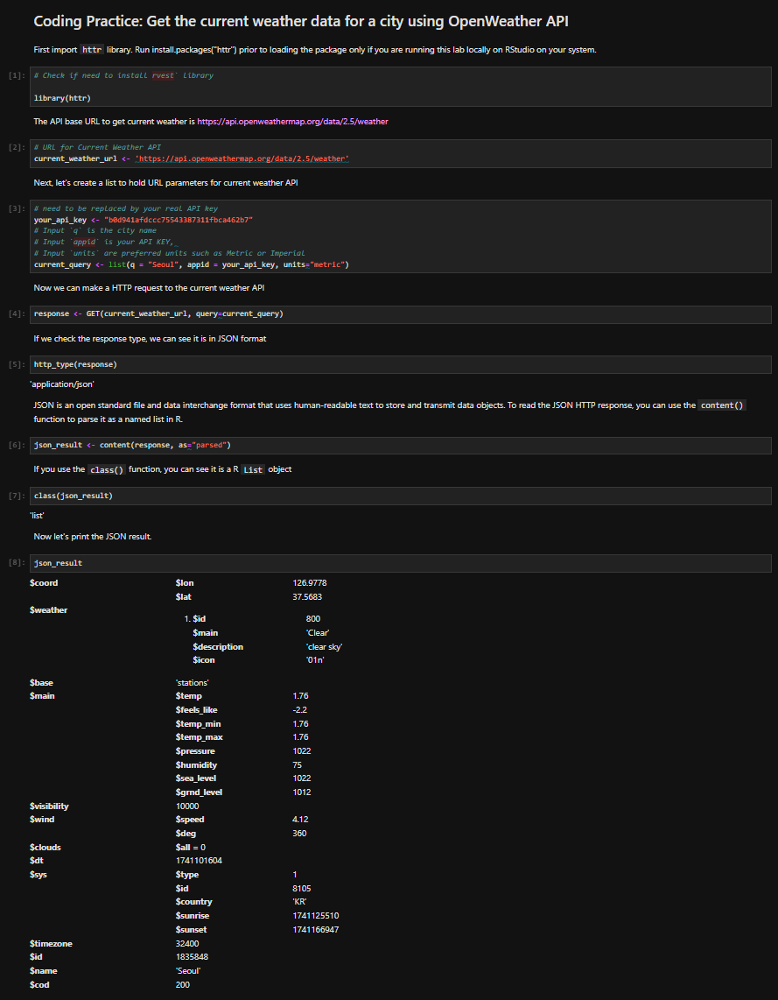 Coding Practice: Get the current weather data for a city using OpenWeather API
First import httr library. Run install.packages("httr") prior to loading the package only if you are running this lab locally on RStudio on your system.
[1]: # Check if need to install rvest` library
library(httr)
The API base URL to get current weather is https://api.openweathermap.org/data/2.5/weather
[2]: # URL for Current Weather API
current_weather_url <- 'https://api.openweathermap.org/data/2.5/weather'
Next, let's create a list to hold URL parameters for current weather API
[3]: # need to be replaced by your real API key
your_api_key <- "b0d941afdccc75543387311fbca462b7"
# Input `q` is the city name
# Input `appid` is your API KEY,
# Input `units` are preferred units such as Metric or Imperial
current_query <- list(q = "Seoul", appid = your_api_key, units="metric")
Now we can make a HTTP request to the current weather API
[4]: response <- GET(current_weather_url, query=current_query)
If we check the response type, we can see it is in JSON format
[5]: http_type(response)
'application/json'
JSON is an open standard file and data interchange format that uses human-readable text to store and transmit data objects. To read the JSON HTTP response, you can use the content()
function to parse it as a named list in R.
[6]: json_result <- content(response, as="parsed")
If you use the class() function, you can see it is a R List object
[7]: class(json_result)
'list'
Now let's print the JSON result.
[8]: json_result
$coord $lon 126.9778
$lat 37.5683
$weather
1. $id 800
$main 'Clear'
$description 'clear sky'
$icon '01n'
$base 'stations'
$main $temp 1.76
$feels_like -2.2
$temp_min 1.76
$temp_max 1.76
$pressure 1022
$humidity 75
$sea_level 1022
$grnd_level 1012
$visibility 10000
$wind $speed 4.12
$deg 360
$clouds $all = 0
$dt 1741101604
$sys $type 1
$id 8105
$country 'KR'
$sunrise 1741125510
$sunset 1741166947
$timezone 32400
$id 1835848
$name 'Seoul'
$cod 200